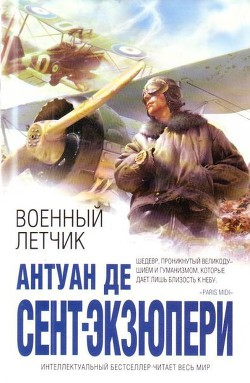 ВОЕННЫЙ
ЛЕТЧИК
АНТУАН ДЕ
СЕНТ-ЭКЗЮПЕРИ
ШЕДЕВР, ПРОНИКНУТЫЙ ВЕЛИКОДУ-
ШИЕМ И ГУМАНИЗМОМ, КОТОРЫЕ
ДАЕТ ЛИШЬ БЛИЗОСТЬ К НЕБУ.
«PARIS MIDI»
ИНТЕЛЛЕКТУАЛЬНЫЙ БЕСТСЕЛЛЕР-ЧИТАЕТ ВЕСЬ МИР